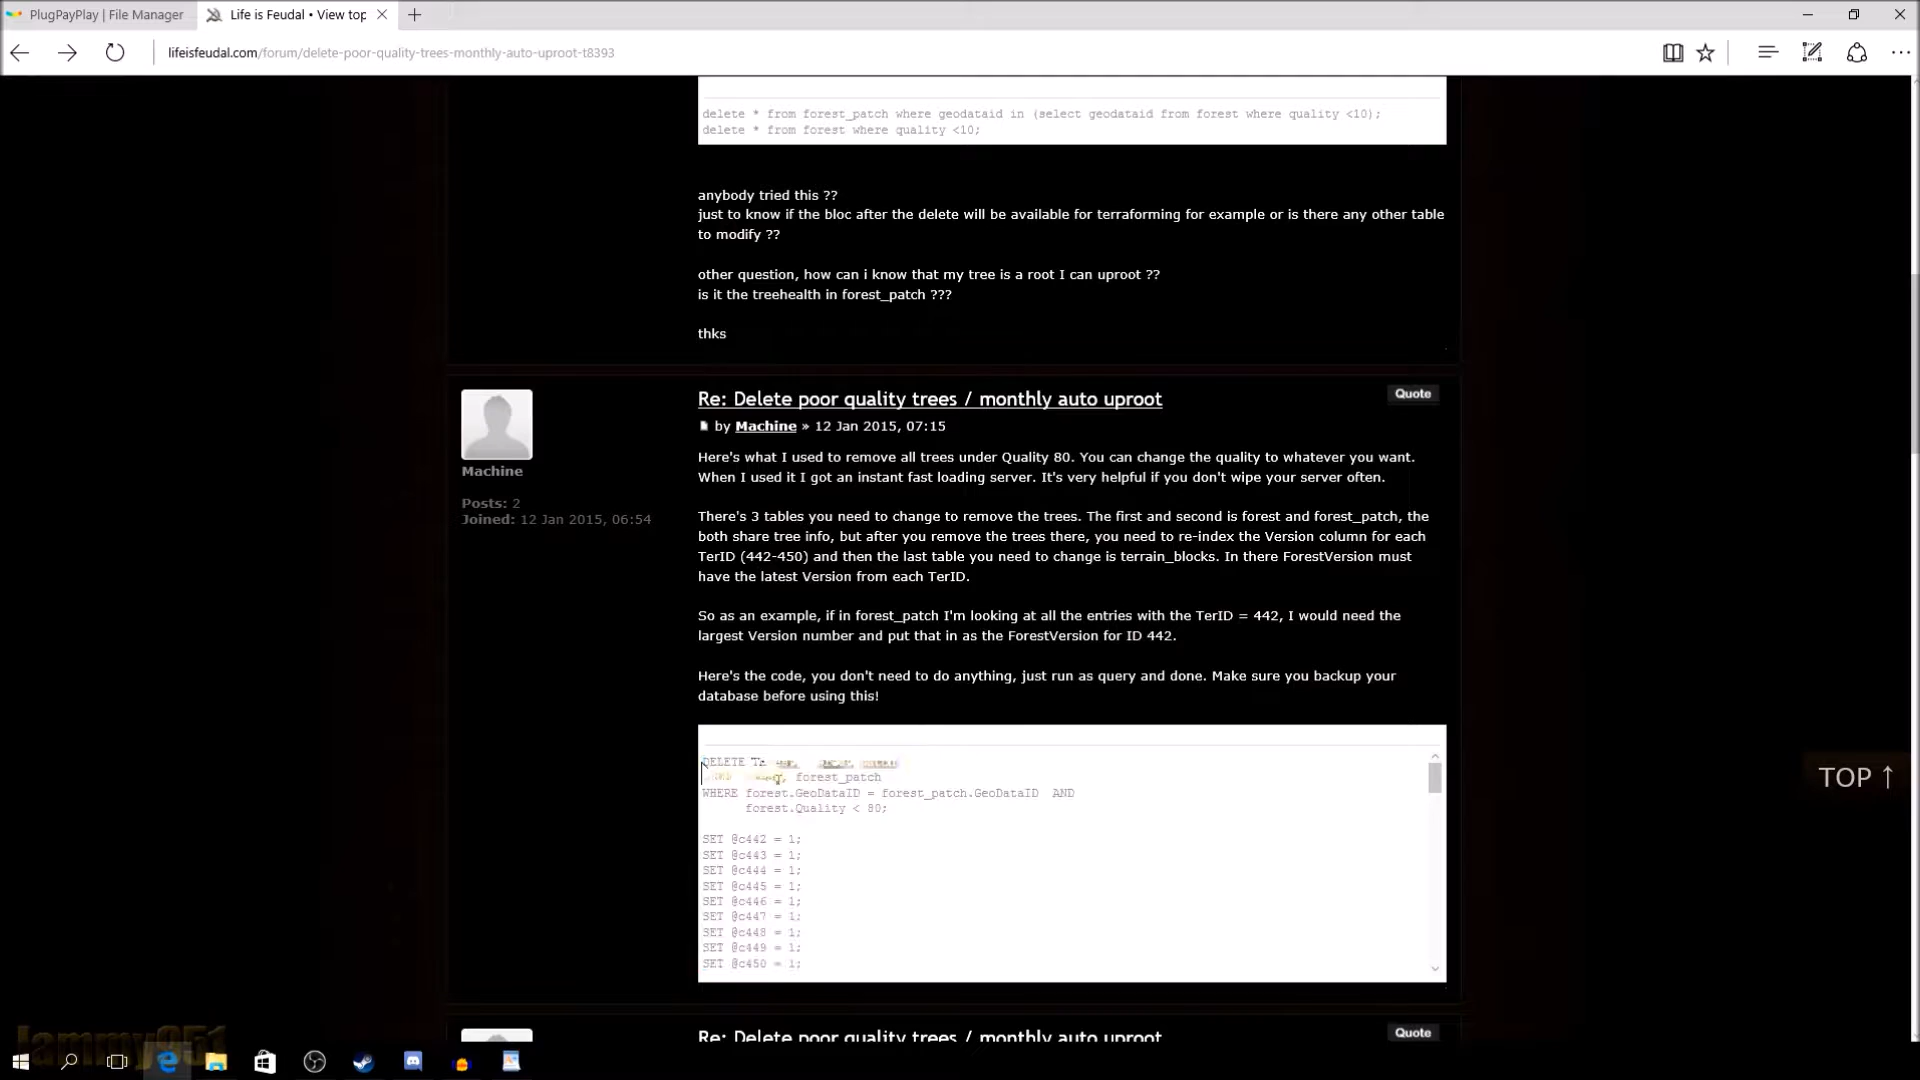 PlugPayPlay | File Manager
Life is Feudal • View top
lifeisfeudal.com/forum/delete-poor-quality-trees-monthly-auto-uproot-t8393
delete * from forest_patch where geodataid in (select geodataid from forest where quality <10);
delete * from forest where quality <10;
anybody tried this ??
just to know if the bloc after the delete will be available for terraforming for example or is there any other table
to modify ??
other question, how can i know that my tree is a root I can uproot ??
is it the treehealth in forest_patch ???
thks
Re: Delete poor quality trees / monthly auto uproot
Quote
by Machine » 12 Jan 2015, 07:15
Machine
Posts: 2
Joined: 12 Jan 2015, 06:54
Here's what I used to remove all trees under Quality 80. You can change the quality to whatever you want.
When I used it I got an instant fast loading server. It's very helpful if you don't wipe your server often.
There's 3 tables you need to change to remove the trees. The first and second is forest and forest_patch, the
both share tree info, but after you remove the trees there, you need to re-index the Version column for each
TerID (442-450) and then the last table you need to change is terrain_blocks. In there ForestVersion must
have the latest Version from each TerID.
So as an example, if in forest_patch I'm looking at all the entries with the TerID = 442, I would need the
largest Version number and put that in as the ForestVersion for ID 442.
Here's the code, you don't need to do anything, just run as query and done. Make sure you backup your
database before using this!
DELETE
, forest_patch
WHERE forest.GeoDataID = forest_patch.GeoDataID AND
forest.Quality < 80;
SET @c442 = 1;
SET @c443 = 1;
SET @c444 = 1;
SET @c445 = 1;
SET @c446 = 1;
SET @c447 = 1;
SET @c448 = 1;
SET @c449 = 1;
SET @c450 = 1;
TOP ↑
Re: Delete poor quality trees / monthly auto uproot
Quote
Jammy951